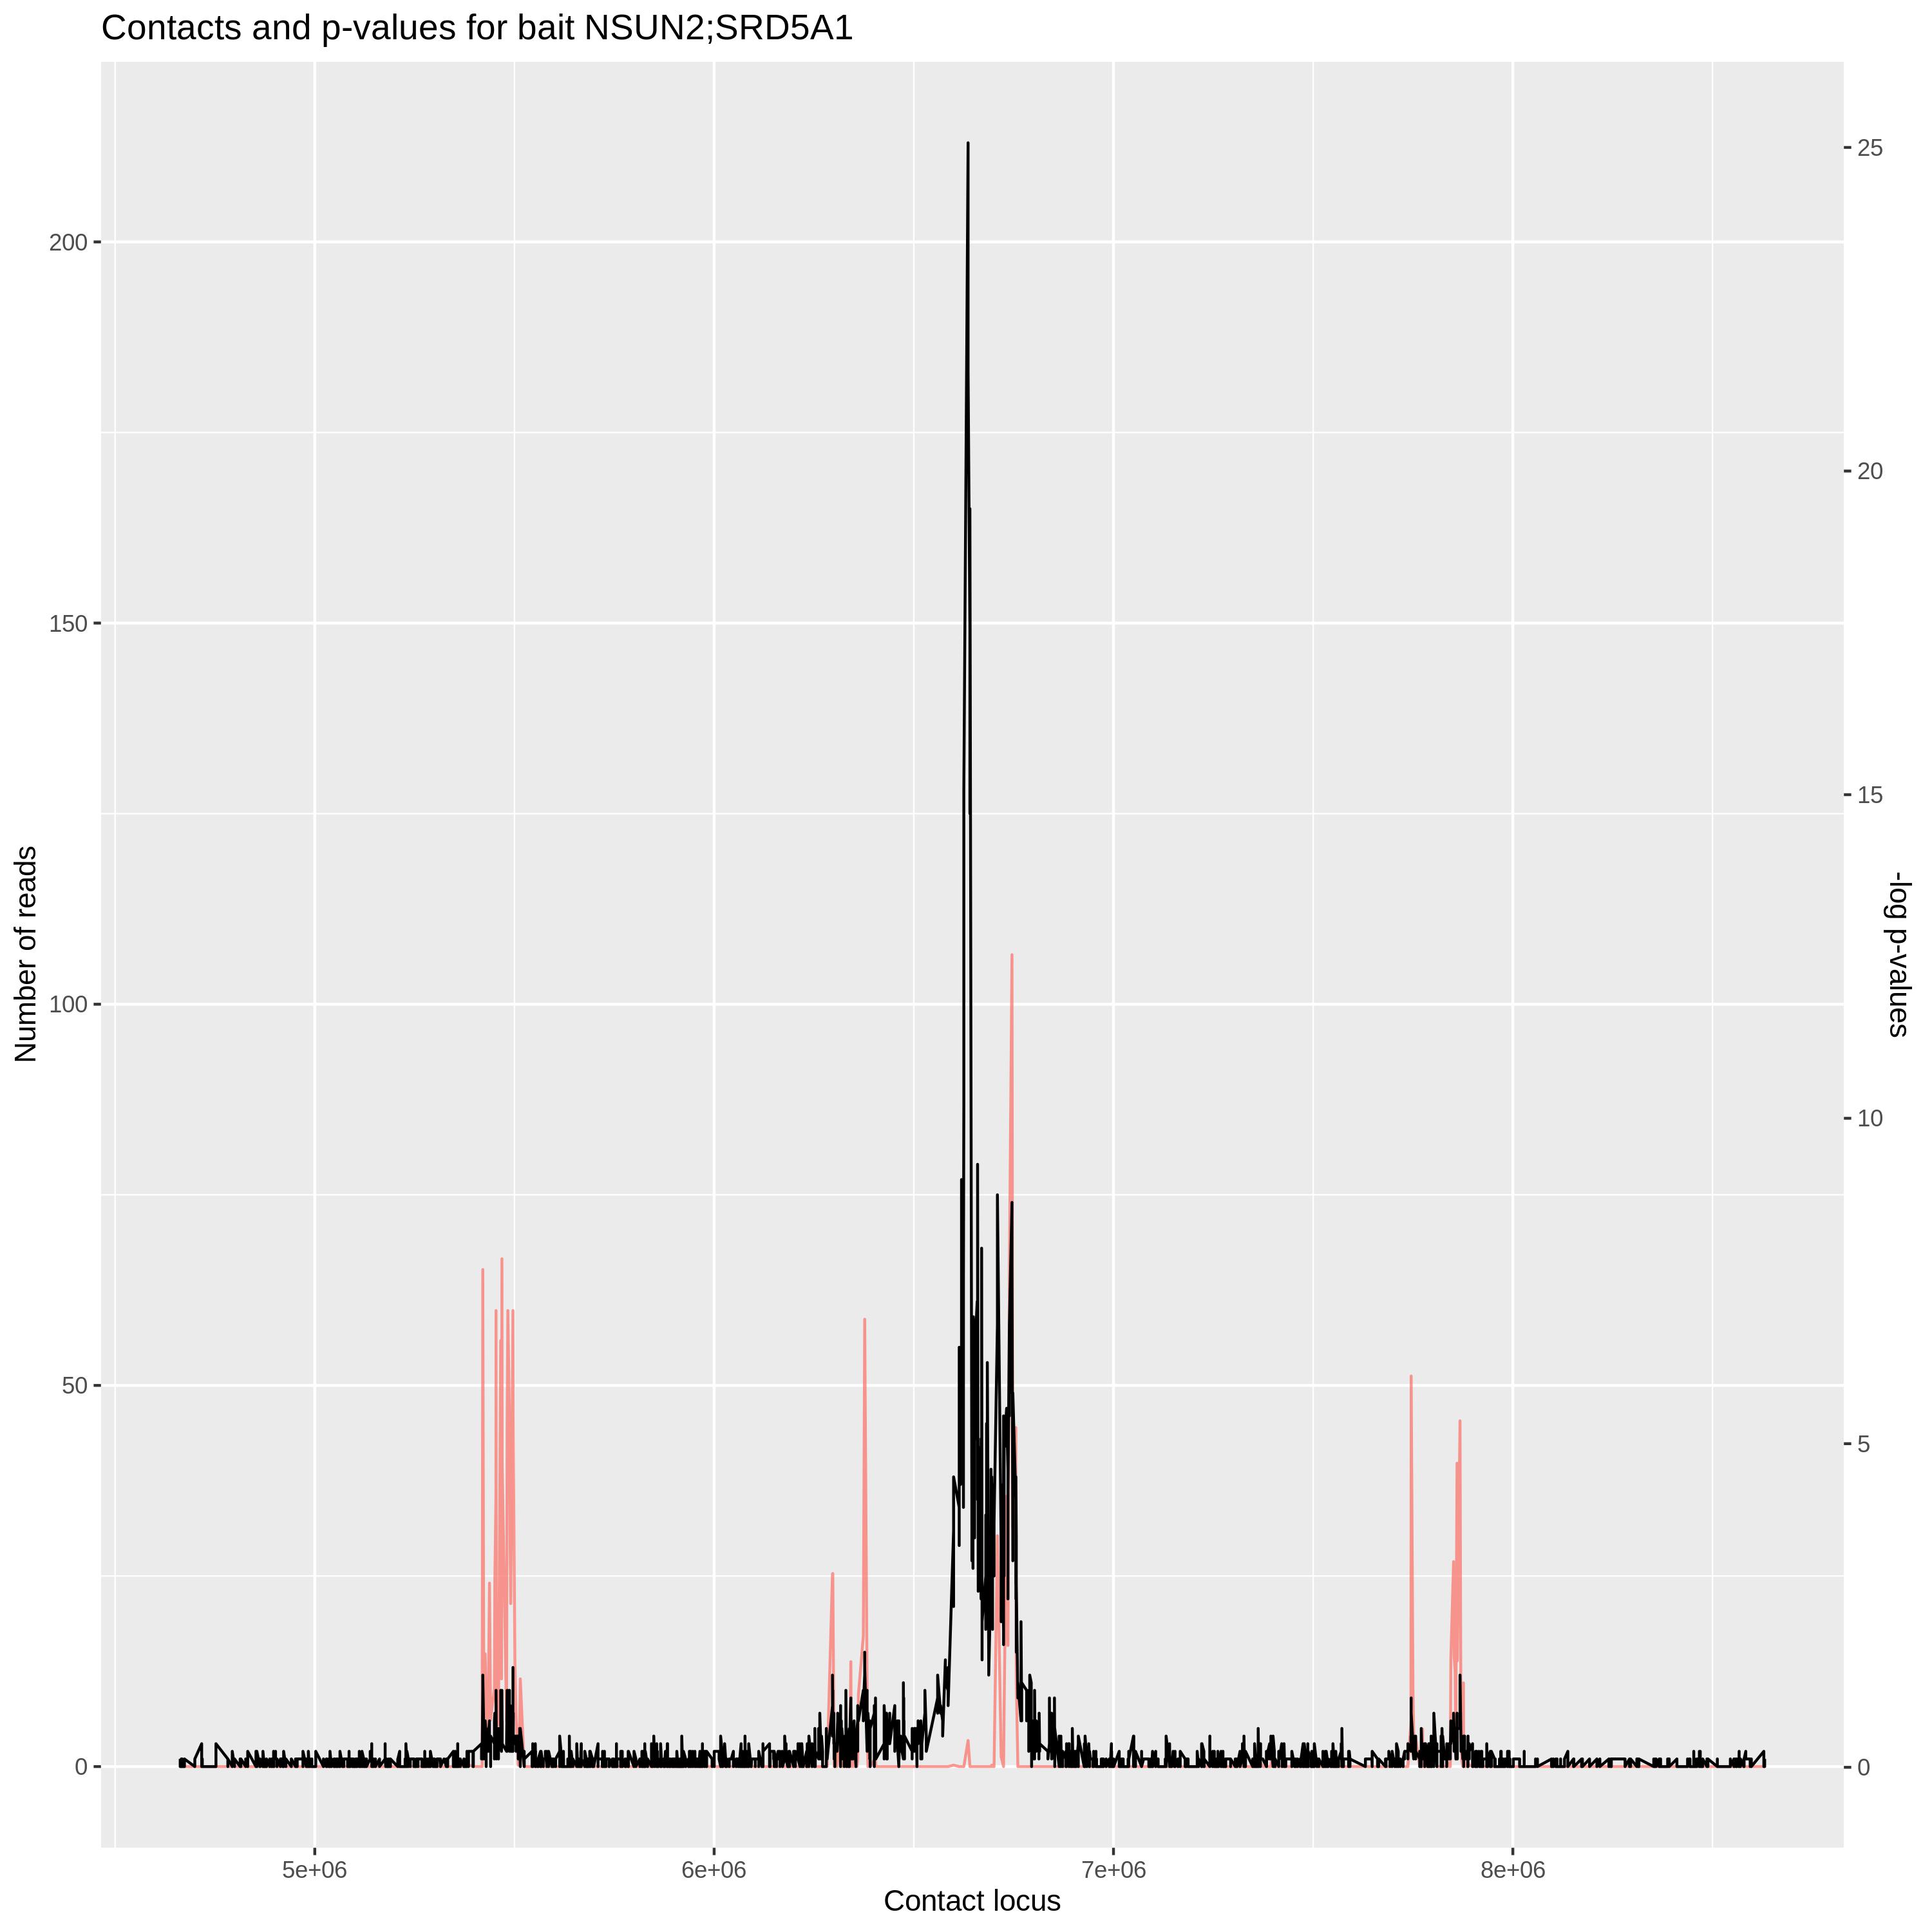 Contacts and p-values for bait NSUN2;SRD5A1
200
150
100
50
0
Number of reads
25
20
15
10
5
0
-log p-values
5e+06
6e+06
7e+06
8e+06
Contact locus